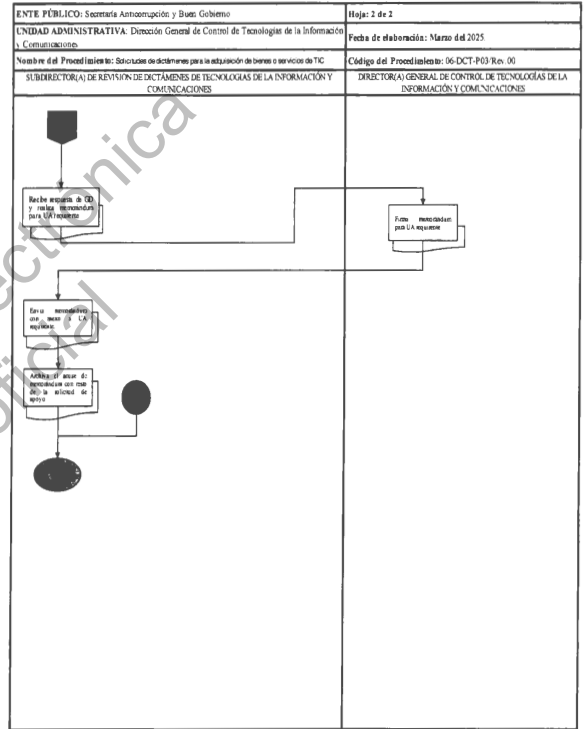 ENTE PÚBLICO: Secretaría Anticorrupción y Buen Gobierno
Hoja: 2 de 2
UNIDAD ADMINISTRATIVA: Dirección General de Control de Tecnologías de la Información
y Comunicaciones
Fecha de elaboración: Marzo del 2025.
Nombre del Procedimiento: Solicitudes de dictámenes para la adquisición de bienes o servicios de TIC
Código del Procedimiento: 06-DCT-P03/Rev. 00
SUBDIRECTOR(A) DE REVISIÓN DE DICTÁMENES DE TECNOLOGÍAS DE LA INFORMACIÓN Y
COMUNICACIONES
DIRECTOR(A) GENERAL DE CONTROL DE TECNOLOGÍAS DE LA
INFORMACIÓN Y COMUNICACIONES
Recibe respuesta de GD
y realiza memorándum
para UA requirente
Firma memorándum
para UA requirente
Envía memorándum
con anexo a UA
requirente.
Archiva el acuse de
memorándum con resto
de la solicitud de
apoyo
ectrónica
oficial